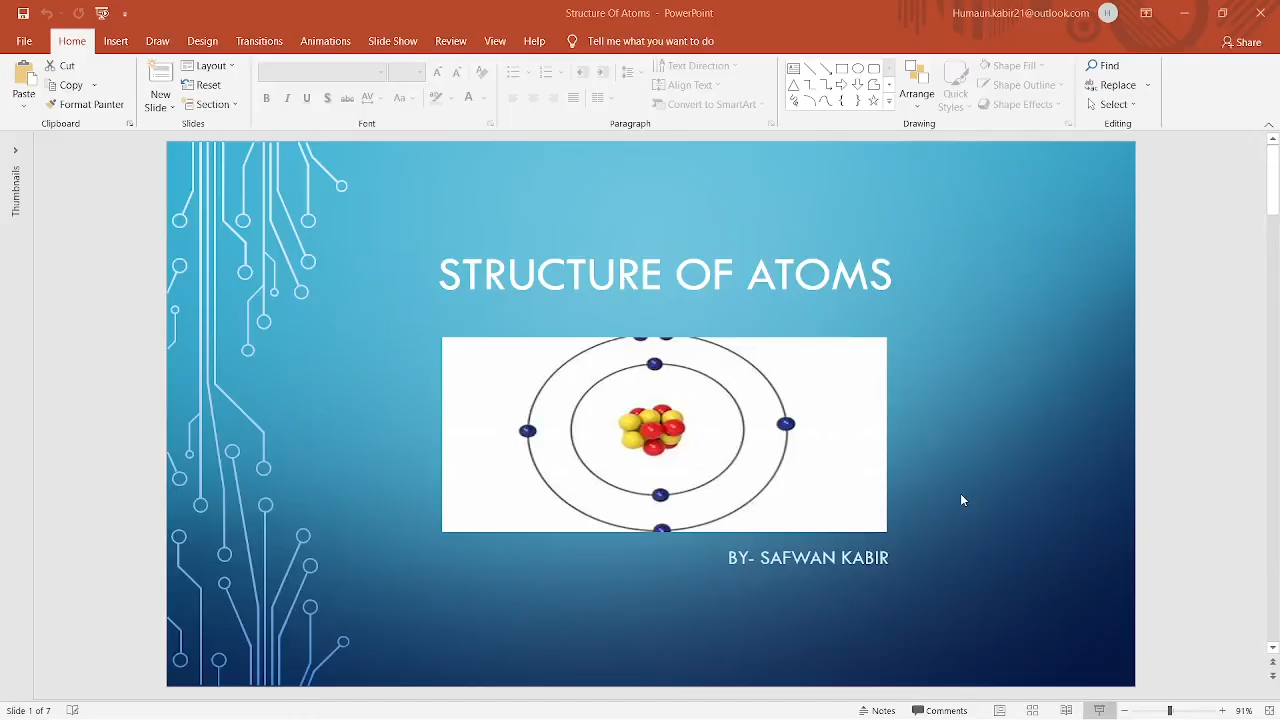 Structure Of Atoms - PowerPoint
Humaun.kabir21@outlook.com
H
File Home Insert Draw Design Transitions Animations Slide Show Review View Help Tell me what you want to do
Share
Paste
Cut
Copy
Format Painter
Clipboard
New Slide
Layout
Reset
Section
Slides
B I U S abc AV Aa A
Font
Text Direction
Align Text
Convert to SmartArt
Paragraph
Arrange
Quick Styles
Shape Fill
Shape Outline
Shape Effects
Drawing
Find
Replace
Select
Editing
Thumbnails
STRUCTURE OF ATOMS
BY- SAFWAN KABIR
Slide 1 of 7
Notes
Comments
91%